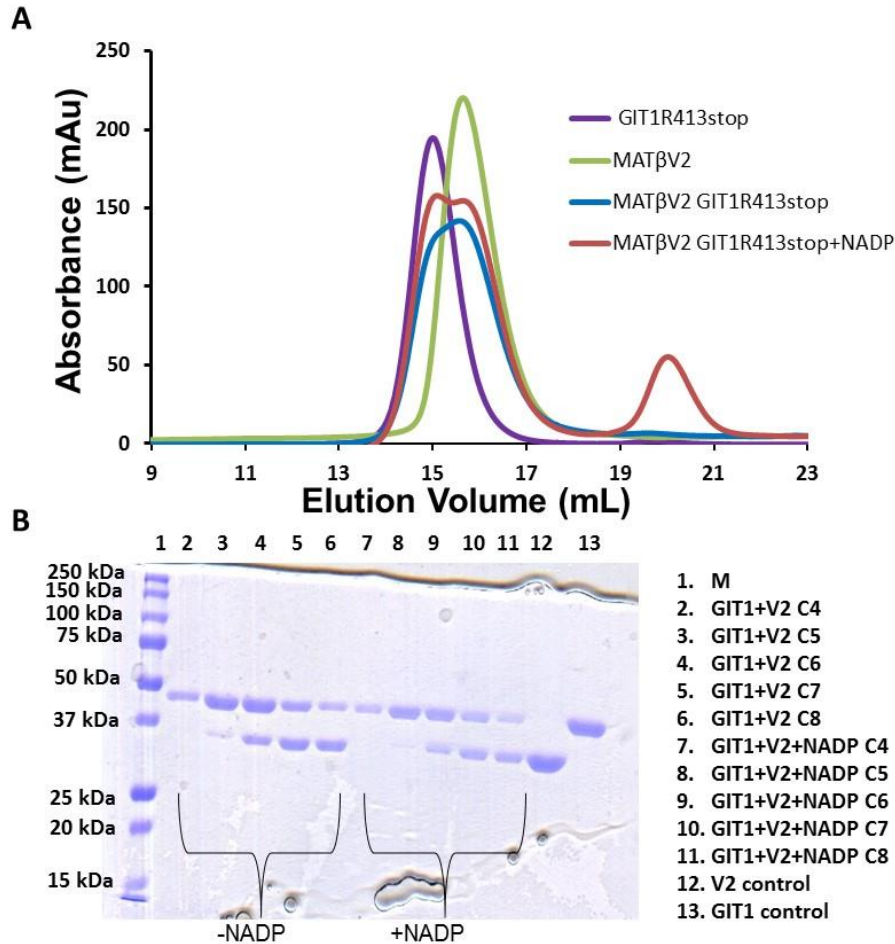 A
250
200
150
100
50
0
Absorbance (mAu)
GIT1R413stop
MATβV2
MATβV2 GIT1R413stop
MATβV2 GIT1R413stop+NADP
9 11 13 15 17 19 21 23
Elution Volume (mL)
B
1 2 3 4 5 6 7 8 9 10 11 12 13
250 kDa
150 kDa
100 kDa
75 kDa
50 kDa
37 kDa
25 kDa
20 kDa
15 kDa
-NADP +NADP
1. M
2. GIT1+V2 C4
3. GIT1+V2 C5
4. GIT1+V2 C6
5. GIT1+V2 C7
6. GIT1+V2 C8
7. GIT1+V2+NADP C4
8. GIT1+V2+NADP C5
9. GIT1+V2+NADP C6
10. GIT1+V2+NADP C7
11. GIT1+V2+NADP C8
12. V2 control
13. GIT1 control